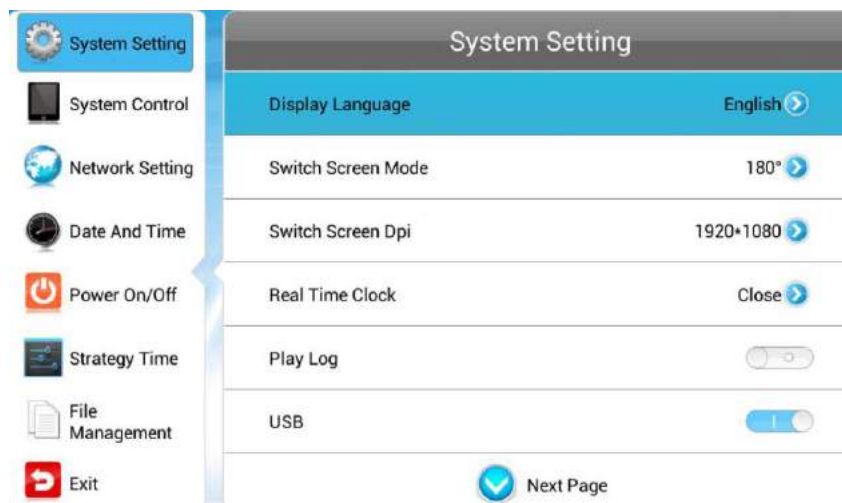 System Setting
System Control
Network Setting
Date And Time
Power On/Off
Strategy Time
File
Management
Exit
System Setting
Display Language English
Switch Screen Mode 180°
Switch Screen Dpi 1920*1080
Real Time Clock Close
Play Log
USB
Next Page